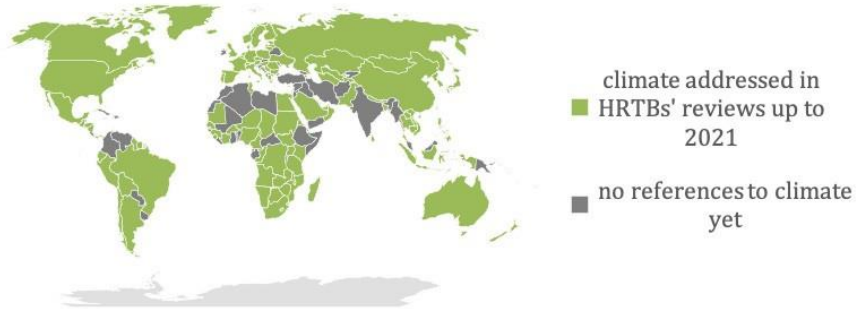 climate addressed in
HRTBs' reviews up to
2021
no references to climate
yet